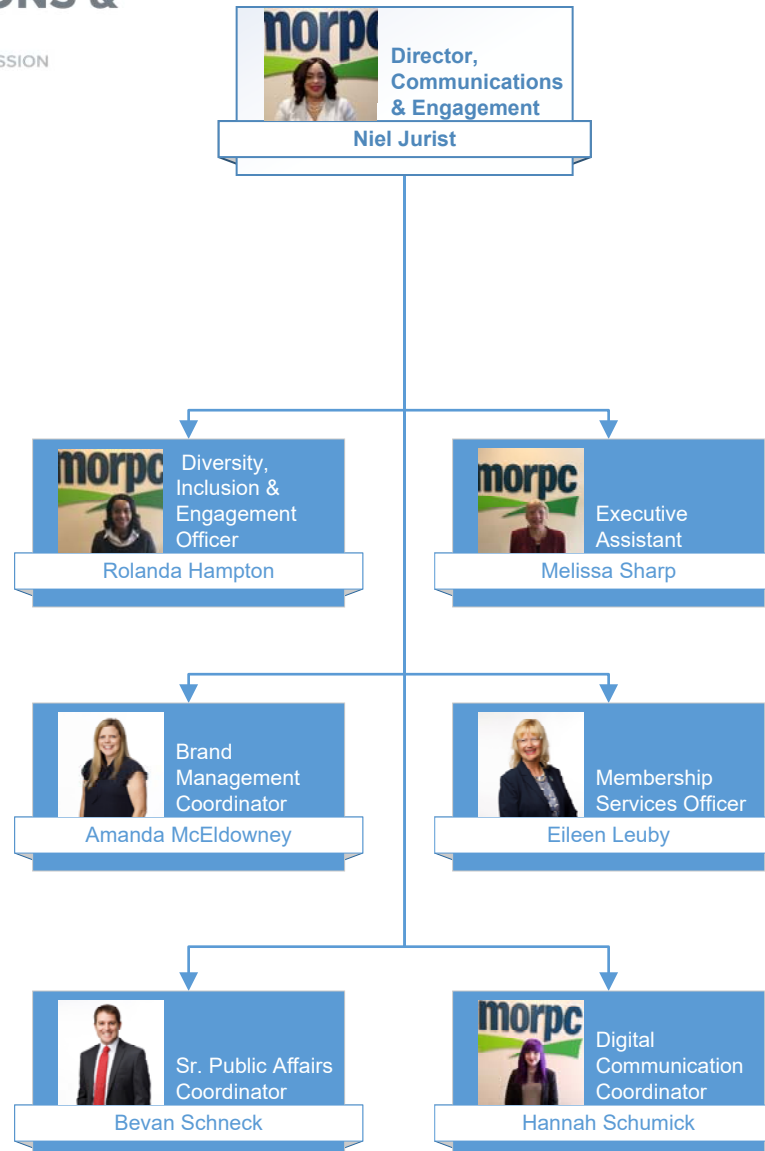 ONS &
SSION
morpc
Director,
Communications
& Engagement
Niel Jurist
morpc
Diversity,
Inclusion &
Engagement
Officer
Rolanda Hampton
morpc
Executive
Assistant
Melissa Sharp
Brand
Management
Coordinator
Amanda McEldowney
Membership
Services Officer
Eileen Leuby
Sr. Public Affairs
Coordinator
Bevan Schneck
morpc
Digital
Communication
Coordinator
Hannah Schumick